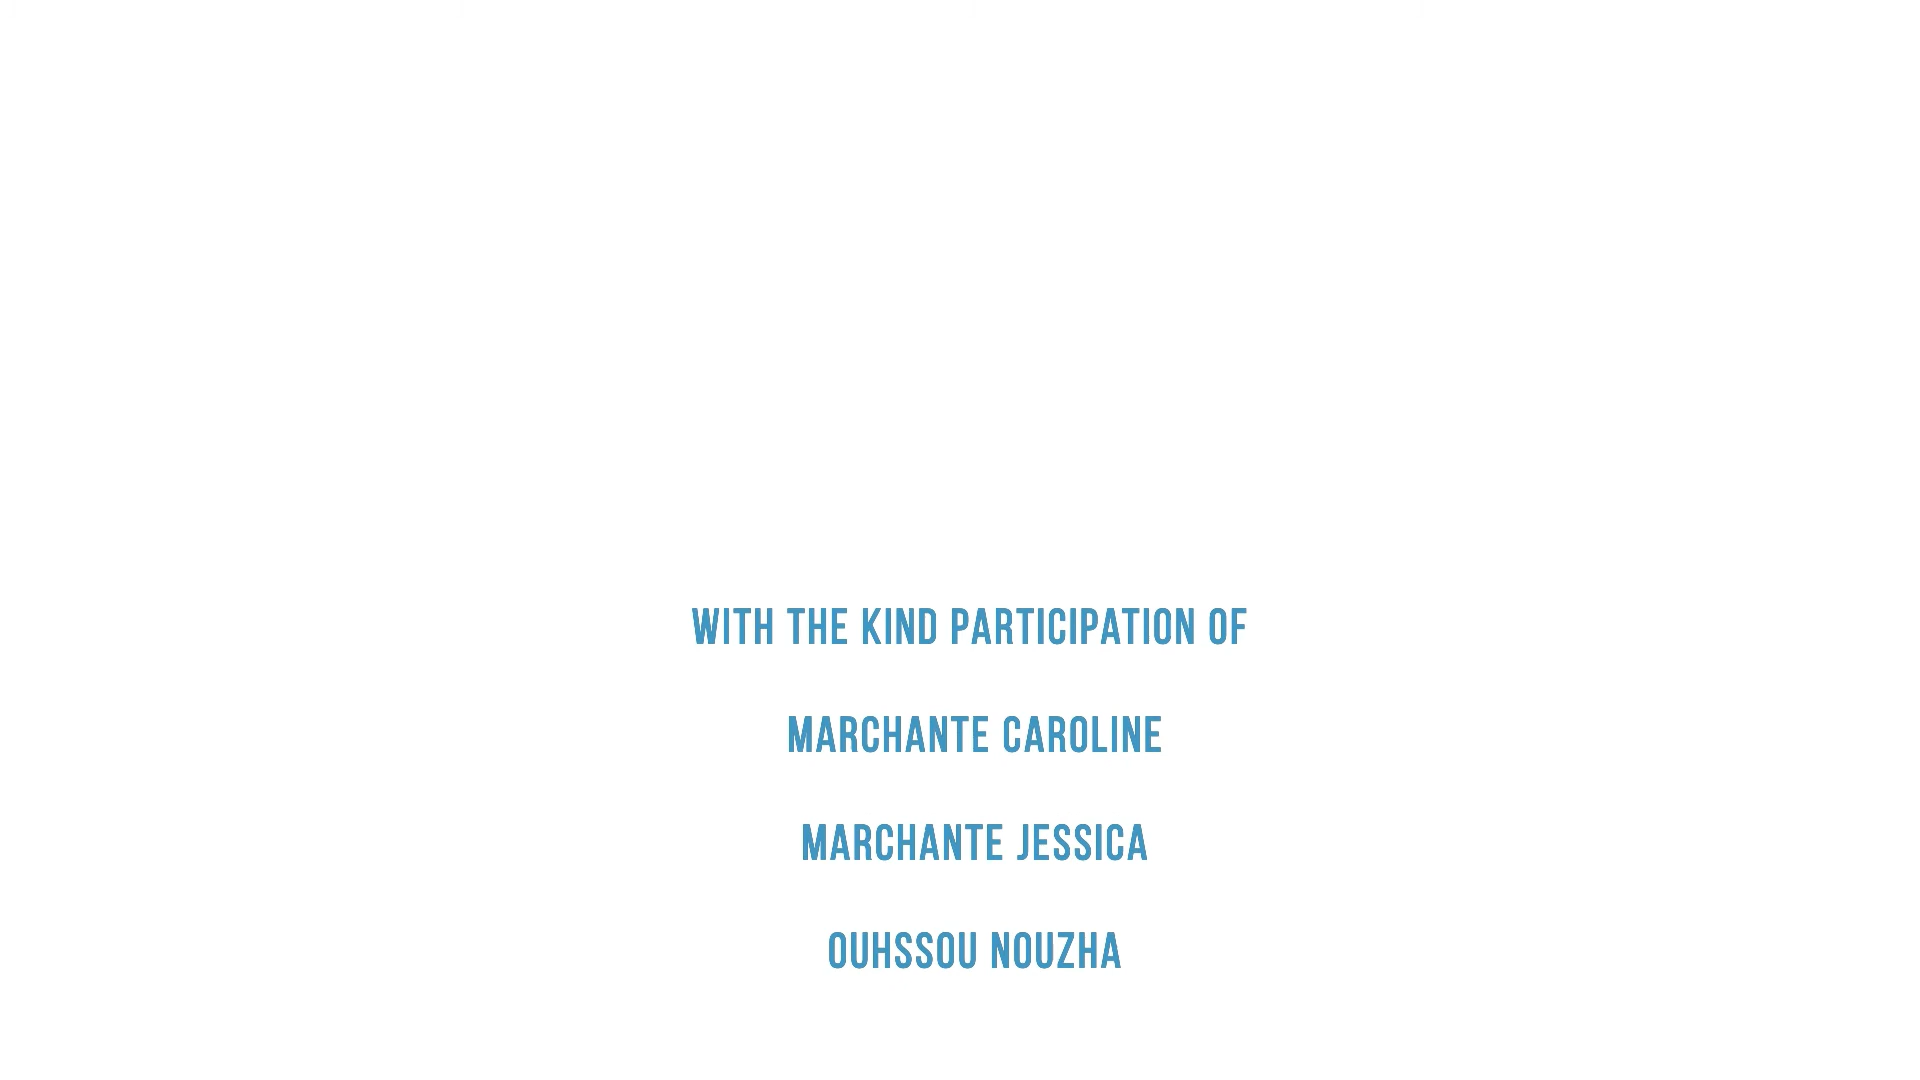 WITH THE KIND PARTICIPATION OF
MARCHANTE CAROLINE
MARCHANTE JESSICA
OUHSSOU NOUZHA